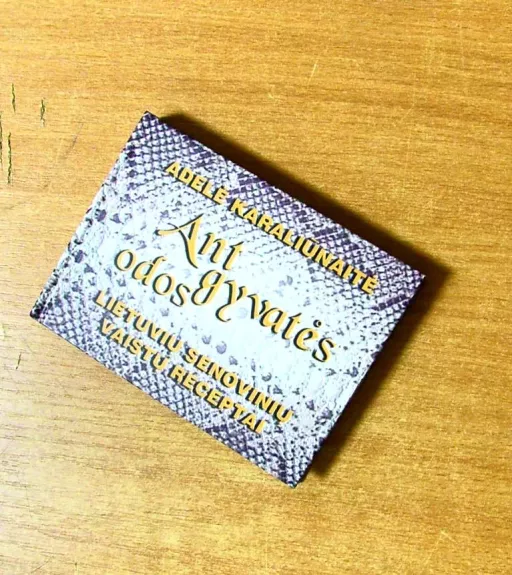 ADELĖ KARALIŪNAITĖ
Ant
odos gyvatės
LIETUVIŲ SENOVINIŲ
VAISTŲ RECEPTAI